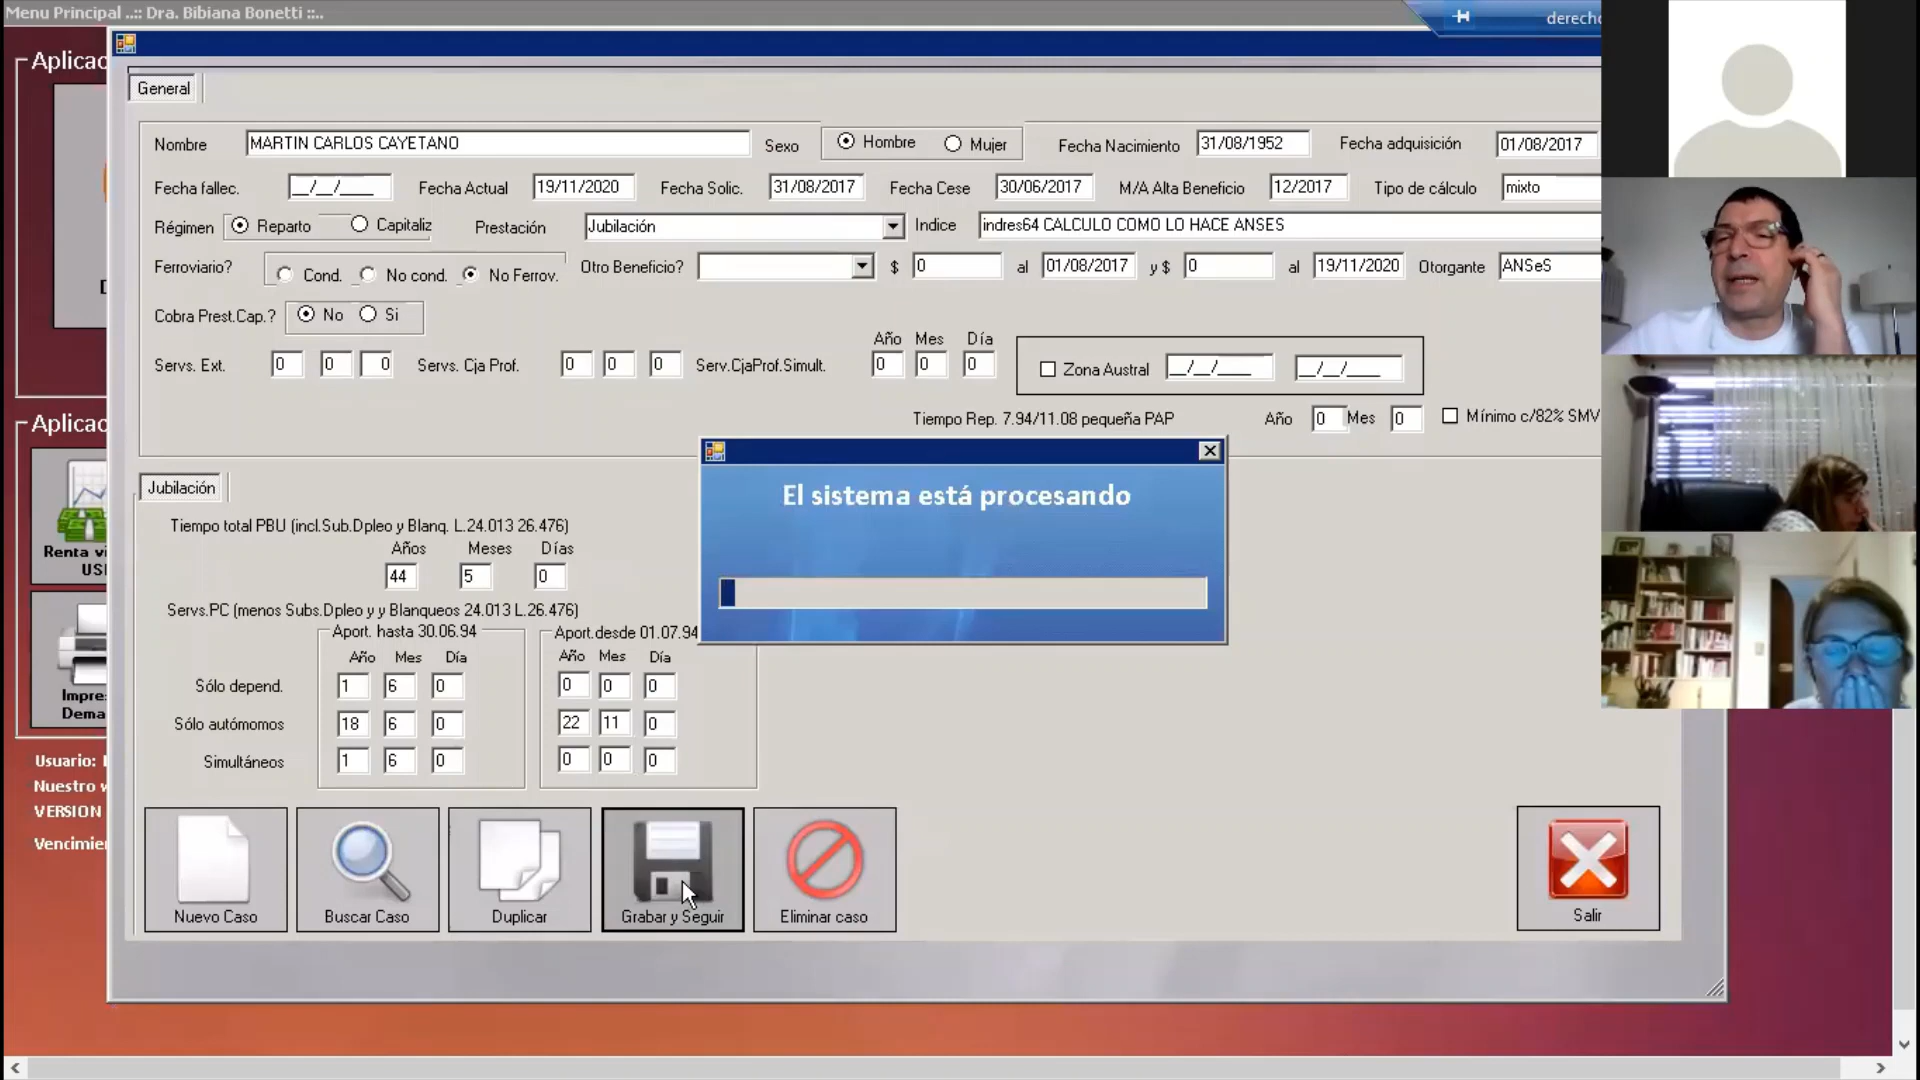 Menu Principal ..:: Dra. Bibiana Bonetti ::..
derecho
Aplicac
General
Nombre MARTIN CARLOS CAYETANO Sexo Hombre Mujer Fecha Nacimiento 31/08/1952 Fecha adquisición 01/08/2017
Fecha fallec. __/__/____ Fecha Actual 19/11/2020 Fecha Solic. 31/08/2017 Fecha Cese 30/06/2017 M/A Alta Beneficio 12/2017 Tipo de cálculo mixto
Régimen Reparto Capitaliz Prestación Jubilación Indice indres64 CALCULO COMO LO HACE ANSES
Ferroviario? Cond. No cond. No Ferrov. Otro Beneficio? $ 0 al 01/08/2017 y $ 0 al 19/11/2020 Otorgante ANSeS
Cobra Prest.Cap.? No Si
Año Mes Día
Servs. Ext. 0 0 0 Servs. Cja Prof. 0 0 0 Serv.CjaProf.Simult. 0 0 0 Zona Austral __/__/____ __/__/____
Tiempo Rep. 7.94/11.08 pequeña PAP Año 0 Mes 0 Mínimo c/82% SMV
Aplicac
Renta vi
USI
Impre
Dema
El sistema está procesando
Jubilación
Tiempo total PBU (incl.Sub.Dpleo y Blanq. L.24.013 26.476)
Años Meses Días
44 5 0
Servs.PC (menos Subs.Dpleo y y Blanqueos 24.013 L.26.476)
Aport. hasta 30.06.94 Aport.desde 01.07.94
Año Mes Día Año Mes Día
Sólo depend. 1 6 0 0 0 0
Sólo autómomos 18 6 0 22 11 0
Simultáneos 1 6 0 0 0 0
Usuario:
Nuestro
VERSION
Vencimie
Nuevo Caso
Buscar Caso
Duplicar
Grabar y Seguir
Eliminar caso
Salir